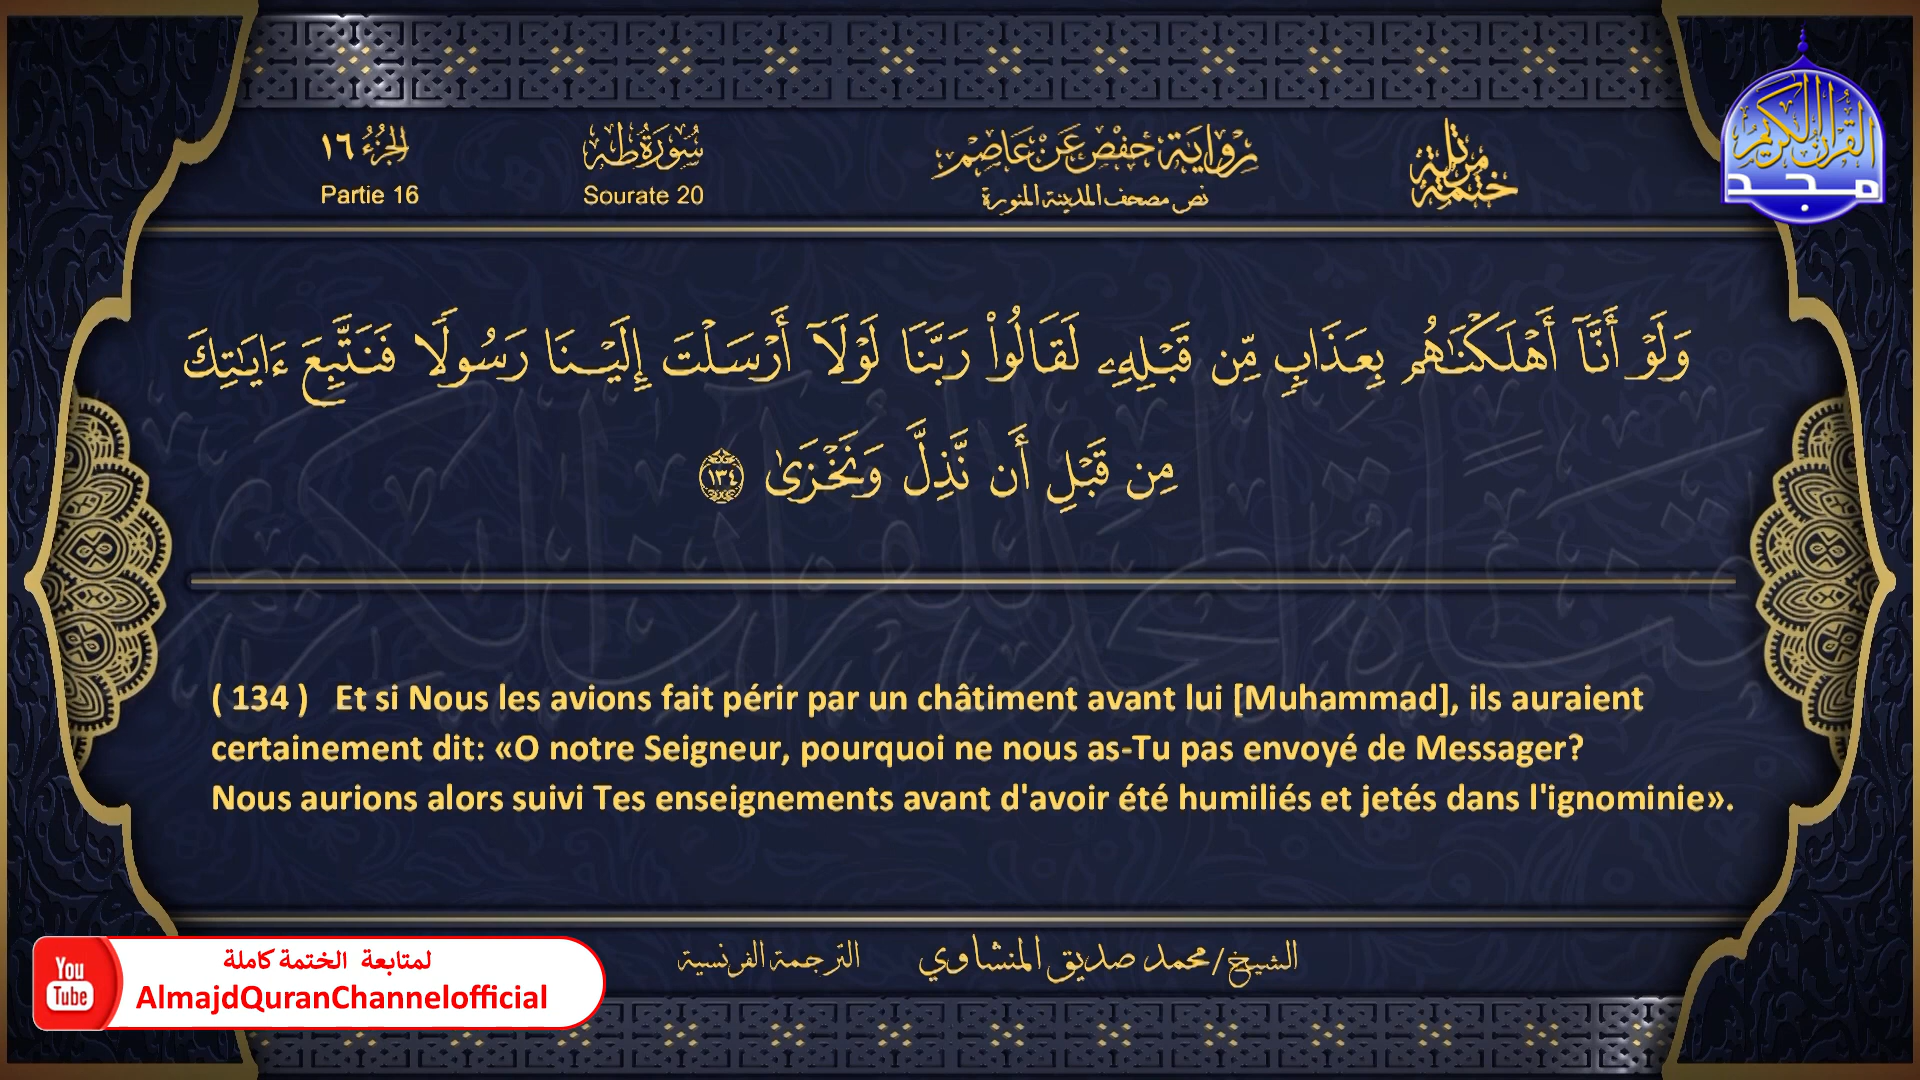 الجزء ١٦
Partie 16
سورة طه
Sourate 20
رواية حفص عن عاصم
نص مصحف المدينة المنورة
ختمة مرتلة
القرآن الكريم
مجد
وَلَوْ أَنَّآ أَهْلَكْنَٰهُم بِعَذَابٍ مِّن قَبْلِهِۦ لَقَالُوا۟ رَبَّنَا لَوْلَآ أَرْسَلْتَ إِلَيْنَا رَسُولًا فَنَتَّبِعَ ءَايَٰتِكَ
مِن قَبْلِ أَن نَّذِلَّ وَنَخْزَىٰ ١٣٤
( 134 ) Et si Nous les avions fait périr par un châtiment avant lui [Muhammad], ils auraient
certainement dit: «O notre Seigneur, pourquoi ne nous as-Tu pas envoyé de Messager?
Nous aurions alors suivi Tes enseignements avant d'avoir été humiliés et jetés dans l'ignominie».
الشيخ/محمد صديق المنشاوي
الترجمة الفرنسية
You
Tube
لمتابعة الختمة كاملة
AlmajdQuranChannelofficial